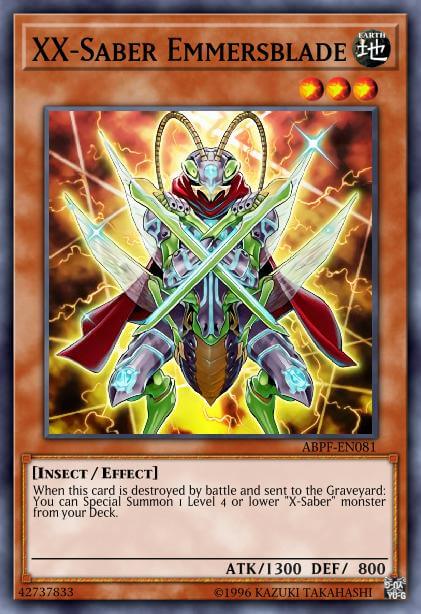 XX-Saber Emmersblade
EARTH
地
ABPF-EN081
[Insect / Effect]
When this card is destroyed by battle and sent to the Graveyard:
You can Special Summon 1 Level 4 or lower "X-Saber" monster
from your Deck.
ATK/1300 DEF/ 800
42737833
©1996 KAZUKI TAKAHASHI